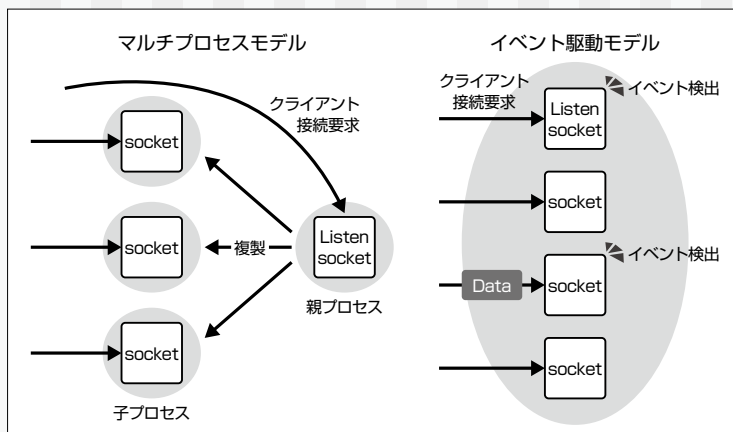 マルチプロセスモデル
クライアント
接続要求
socket
socket
複製
Listen
socket
親プロセス
socket
子プロセス
イベント駆動モデル
クライアント
接続要求
Listen
socket
イベント検出
socket
イベント検出
Data
socket
socket